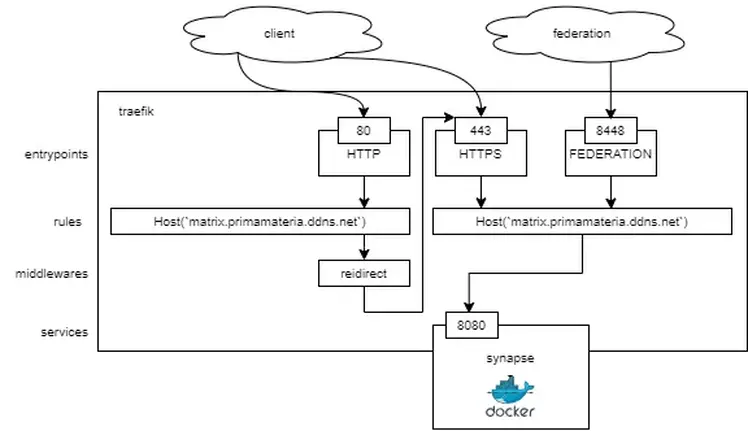 client
federation
traefik
80
443
8448
entrypoints
HTTP
HTTPS
FEDERATION
rules
Host(`matrix.primamateria.ddns.net`)
Host(`matrix.primamateria.ddns.net`)
middlewares
reidirect
services
8080
synapse
docker